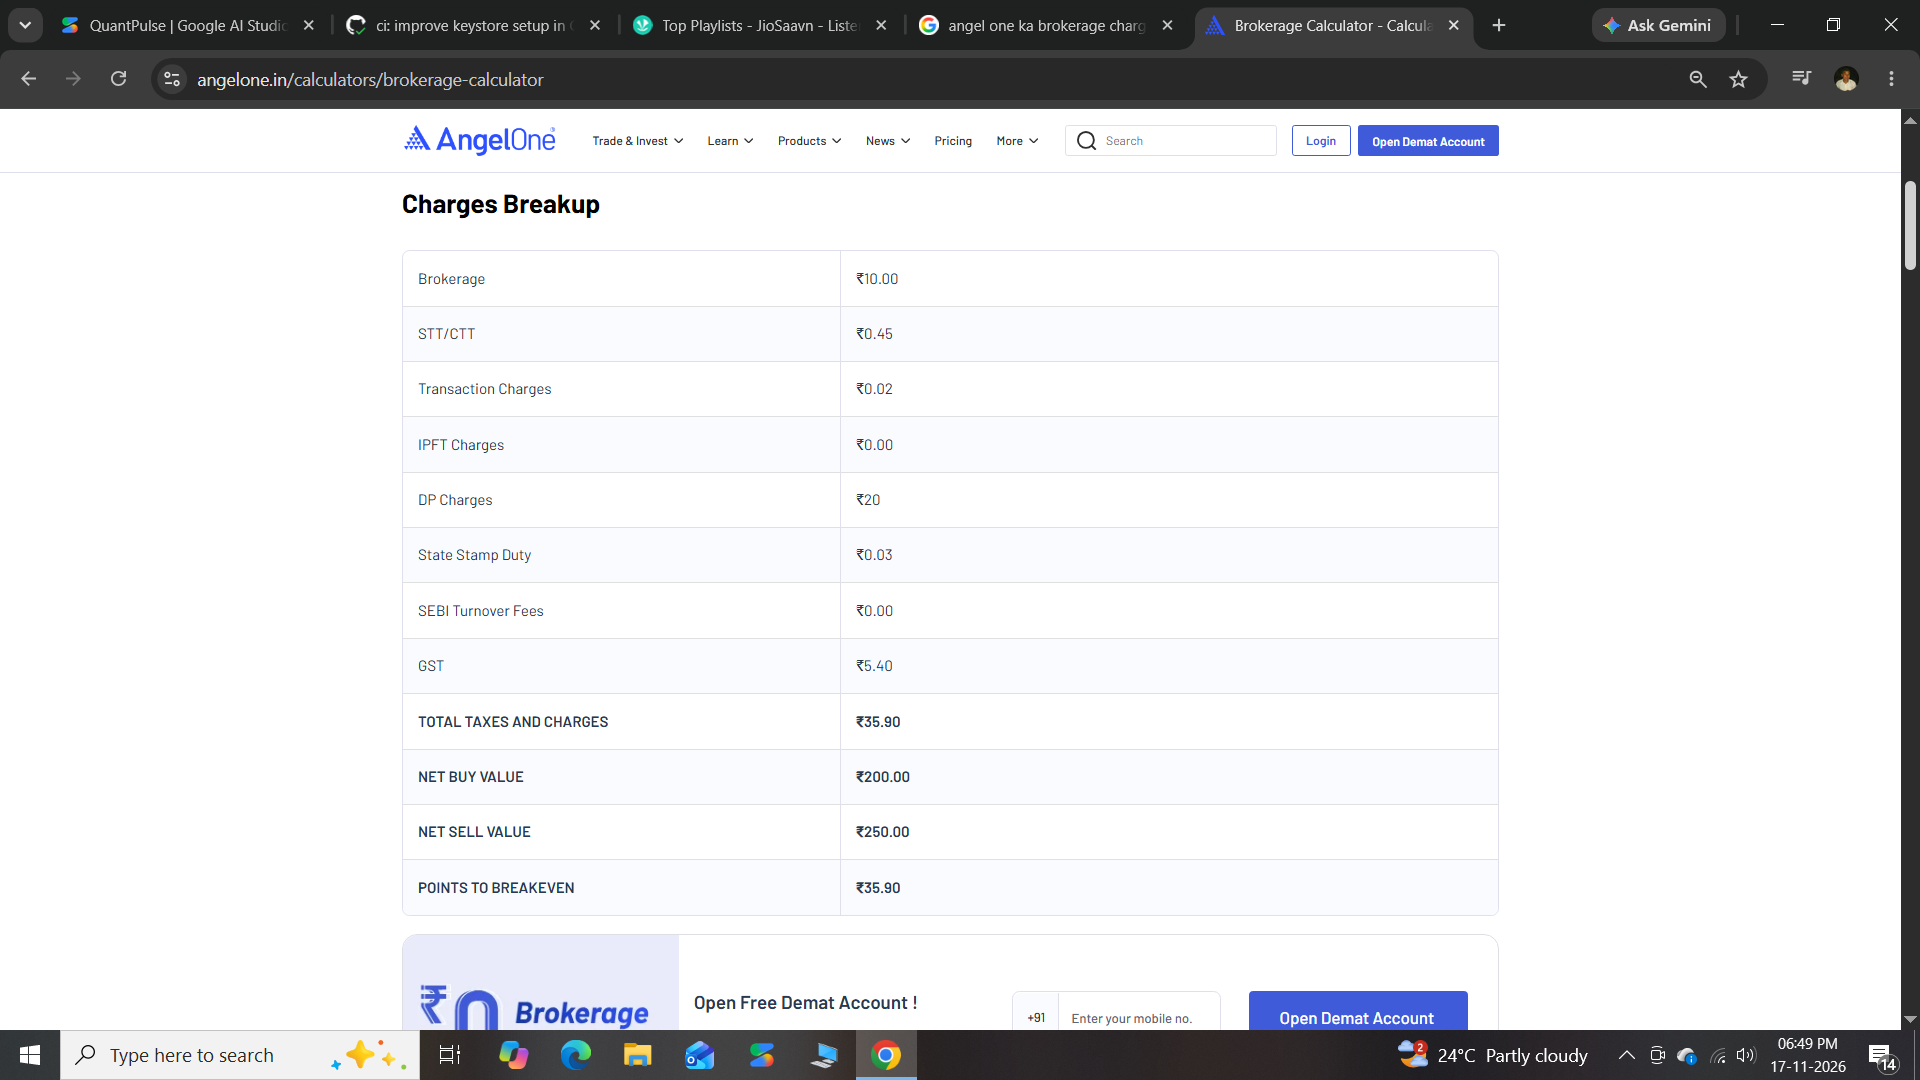 QuantPulse | Google AI Studio
ci: improve keystore setup in
Top Playlists - JioSaavn - Liste
angel one ka brokerage charg
Brokerage Calculator - Calcula
Ask Gemini
angelone.in/calculators/brokerage-calculator
AngelOne
Trade & Invest
Learn
Products
News
Pricing
More
Search
Login
Open Demat Account
Charges Breakup
Brokerage ₹10.00
STT/CTT ₹0.45
Transaction Charges ₹0.02
IPFT Charges ₹0.00
DP Charges ₹20
State Stamp Duty ₹0.03
SEBI Turnover Fees ₹0.00
GST ₹5.40
TOTAL TAXES AND CHARGES ₹35.90
NET BUY VALUE ₹200.00
NET SELL VALUE ₹250.00
POINTS TO BREAKEVEN ₹35.90
₹0 Brokerage
Open Free Demat Account !
+91
Enter your mobile no.
Open Demat Account
Type here to search
2
24°C Partly cloudy
06:49 PM
17-11-2026
14